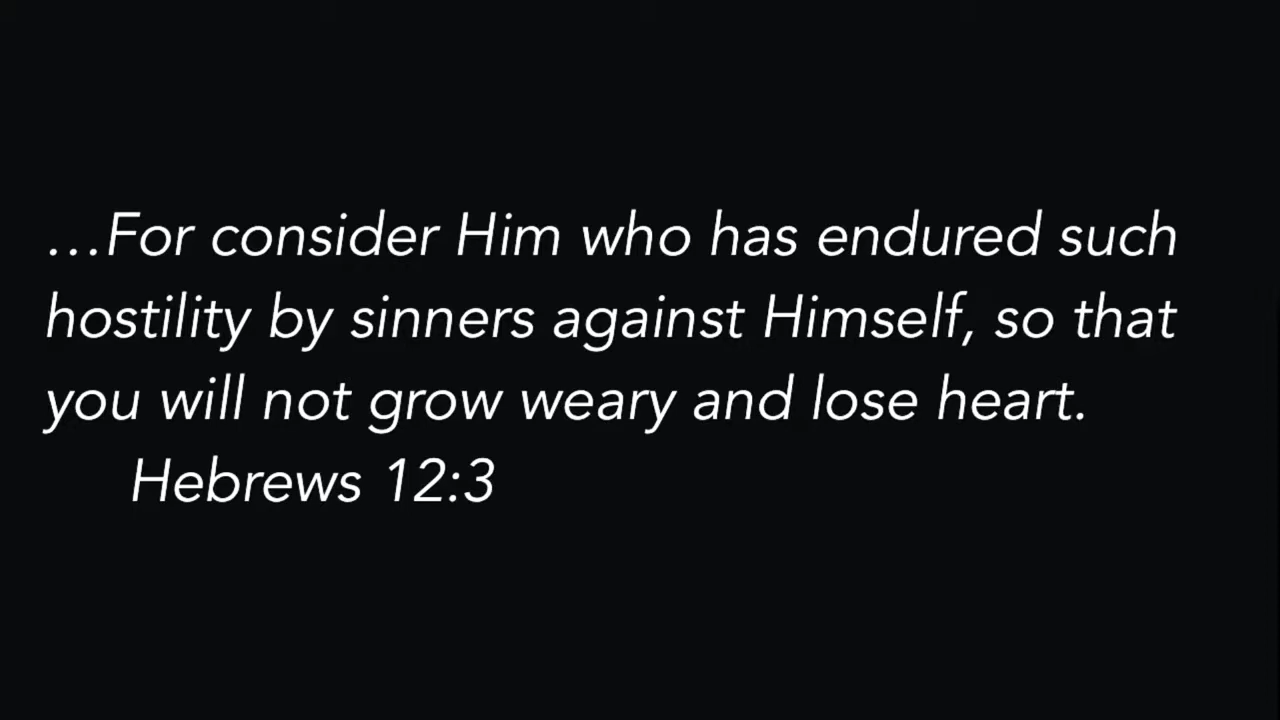 …For consider Him who has endured such
hostility by sinners against Himself, so that
you will not grow weary and lose heart.
Hebrews 12:3